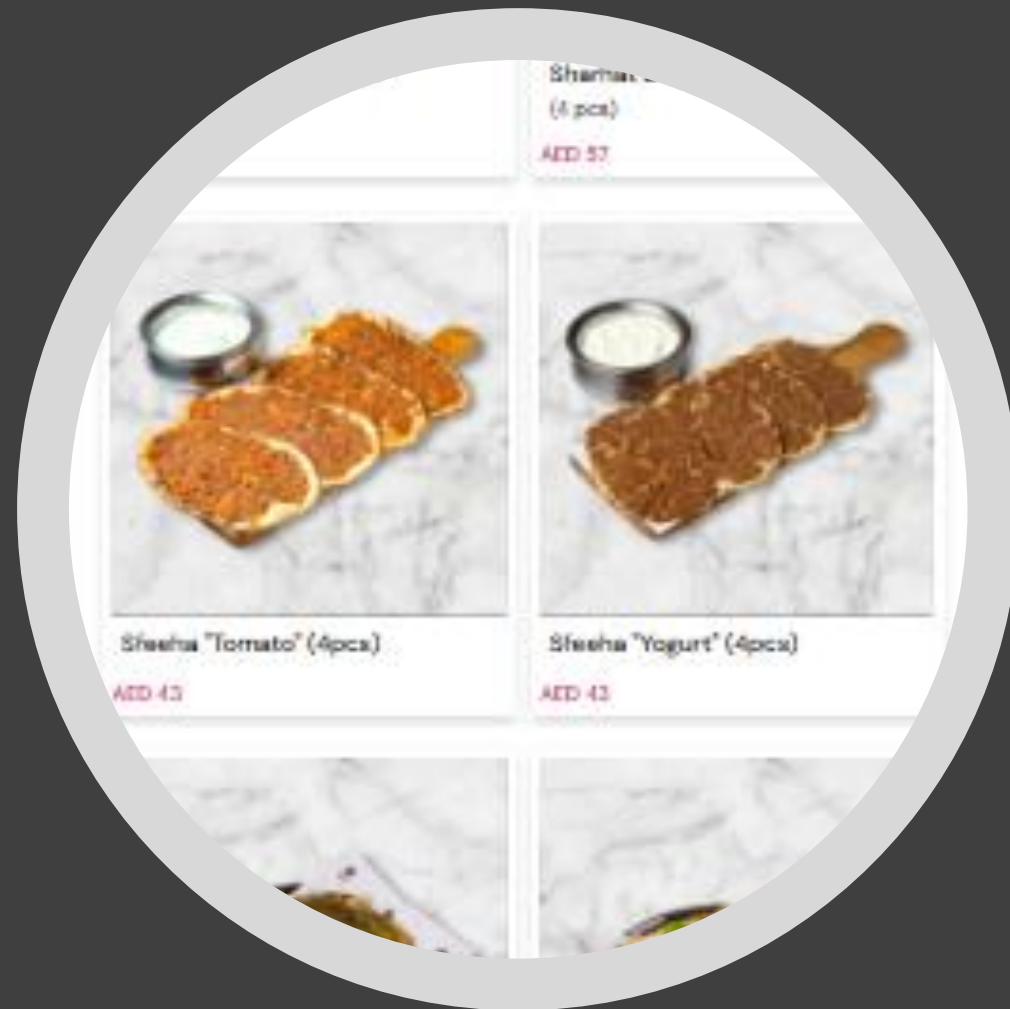 (4 pcs)
AED 57
Sfeeha "Tomato" (4pcs)
Sfeeha "Yogurt" (4pcs)
AED 43
AED 43